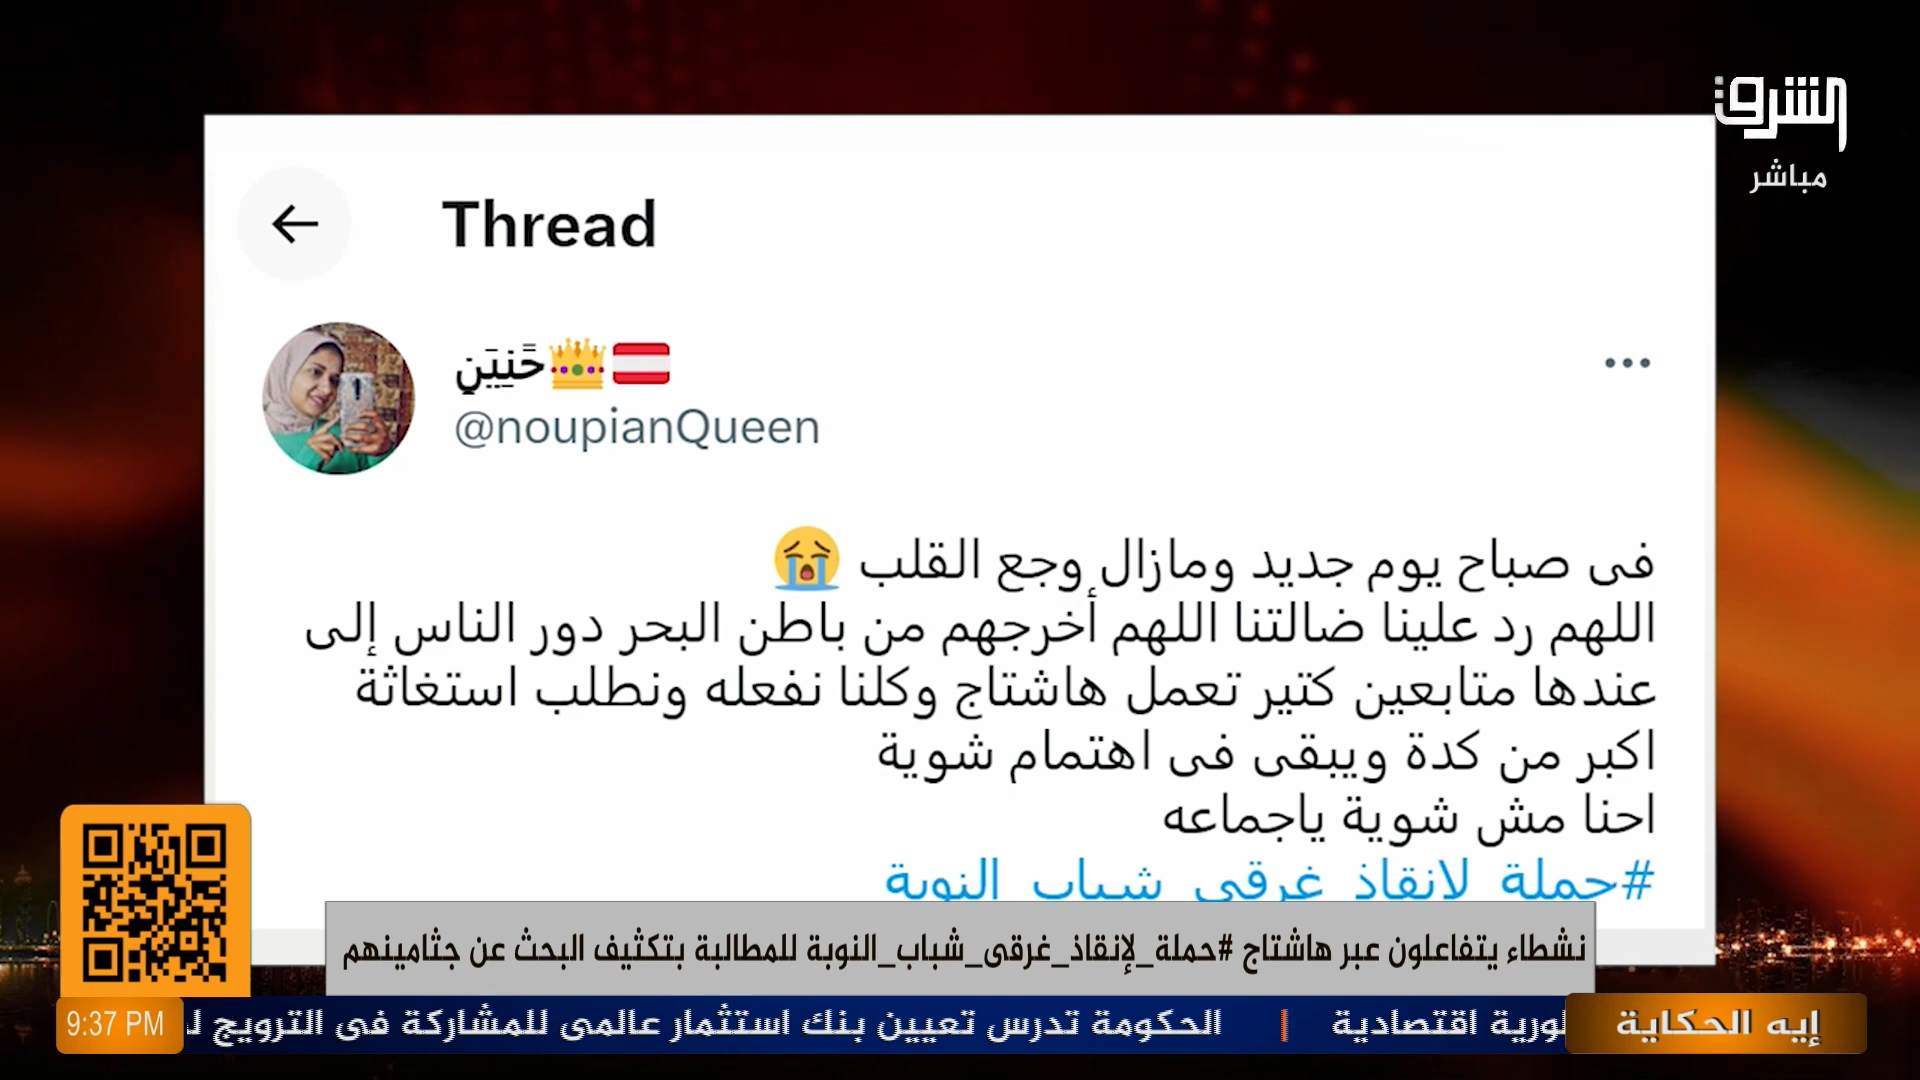 الشرق
مباشر
Thread
حَنِيَنٍ
@noupianQueen
فى صباح يوم جديد ومازال وجع القلب
اللهم رد علينا ضالتنا اللهم أخرجهم من باطن البحر دور الناس إلى
عندها متابعين كتير تعمل هاشتاج وكلنا نفعله ونطلب استغاثة
اكبر من كدة ويبقى فى اهتمام شوية
احنا مش شوية ياجماعه
#حملة_لانقاذ_غرقى_شباب_النوبة
نشطاء يتفاعلون عبر هاشتاج #حملة_لإنقاذ_غرقى_شباب_النوبة للمطالبة بتكثيف البحث عن جثامينهم
إيه الحكاية
اقتصادية | الحكومة تدرس تعيين بنك استثمار عالمى للمشاركة فى الترويج
9:37 PM